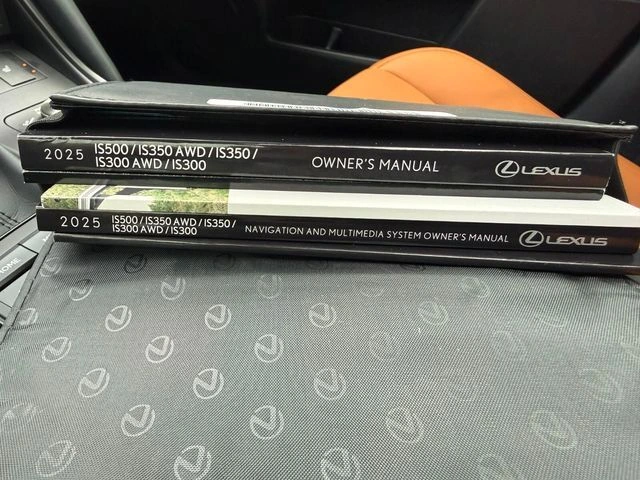 2025 IS500 / IS350 AWD / IS350 /
IS300 AWD / IS300
OWNER'S MANUAL
LEXUS
2025 IS500 / IS350 AWD / IS350 /
IS300 AWD / IS300
NAVIGATION AND MULTIMEDIA SYSTEM OWNER'S MANUAL
LEXUS
HOME